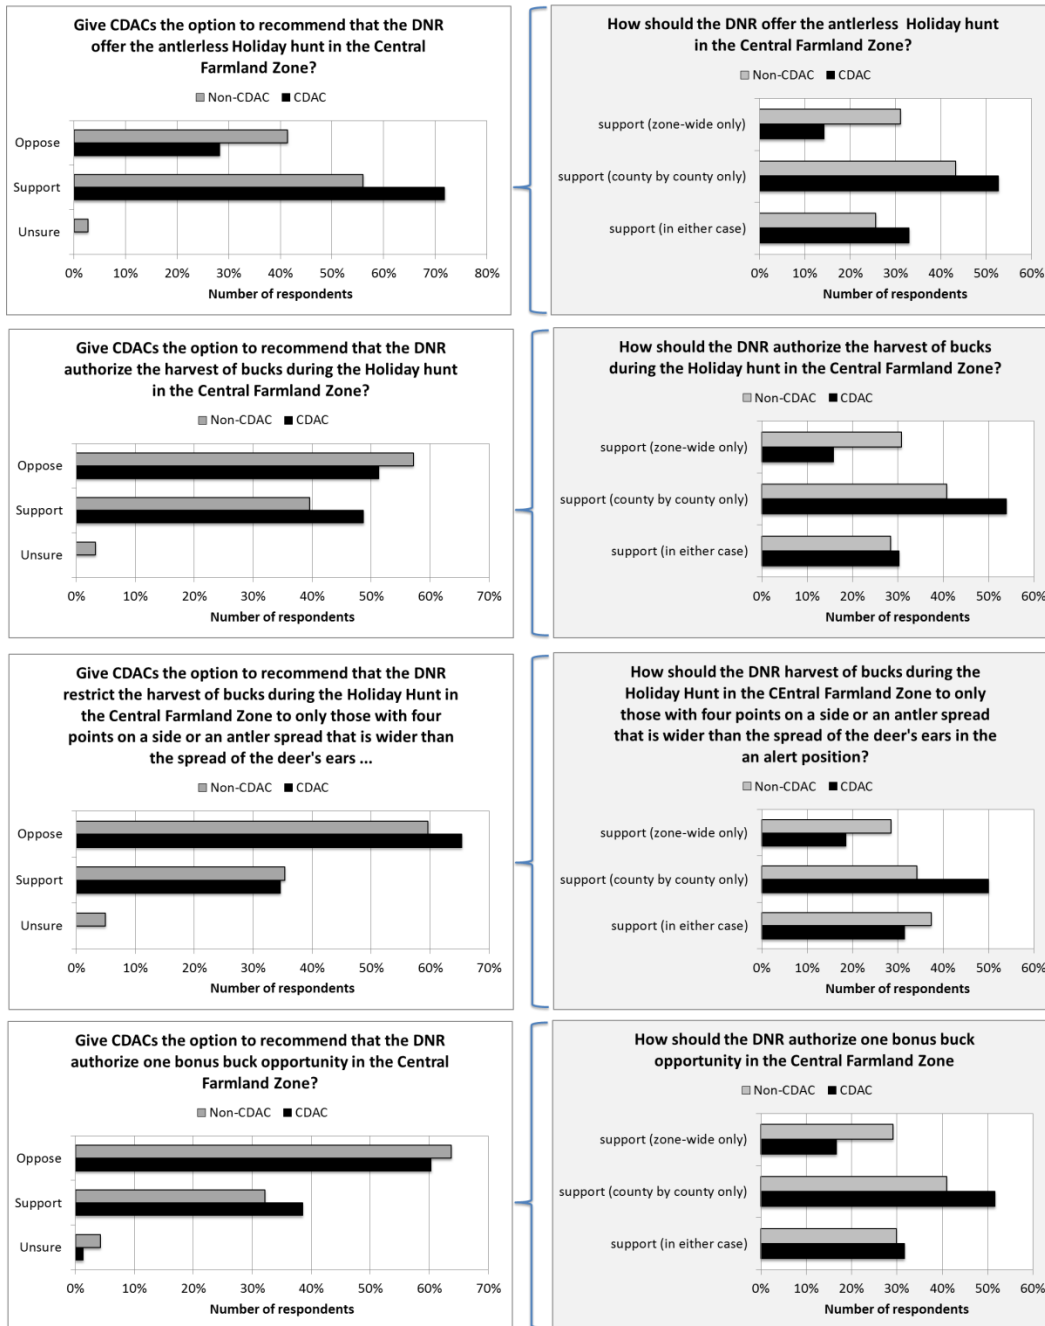 Give CDACs the option to recommend that the DNR
offer the antlerless Holiday hunt in the Central
Farmland Zone?
Non-CDAC CDAC
Oppose
Support
Unsure
0% 10% 20% 30% 40% 50% 60% 70% 80%
Number of respondents
How should the DNR offer the antlerless Holiday hunt
in the Central Farmland Zone?
Non-CDAC CDAC
support (zone-wide only)
support (county by county only)
support (in either case)
0% 10% 20% 30% 40% 50% 60%
Number of respondents
Give CDACs the option to recommend that the DNR
authorize the harvest of bucks during the Holiday hunt
in the Central Farmland Zone?
Non-CDAC CDAC
Oppose
Support
Unsure
0% 10% 20% 30% 40% 50% 60% 70%
Number of respondents
How should the DNR authorize the harvest of bucks
during the Holiday hunt in the Central Farmland Zone?
Non-CDAC CDAC
support (zone-wide only)
support (county by county only)
support (in either case)
0% 10% 20% 30% 40% 50% 60%
Number of respondents
Give CDACs the option to recommend that the DNR
restrict the harvest of bucks during the Holiday Hunt in
the Central Farmland Zone to only those with four
points on a side or an antler spread that is wider than
the spread of the deer's ears ...
Non-CDAC CDAC
Oppose
Support
Unsure
0% 10% 20% 30% 40% 50% 60% 70%
Number of respondents
How should the DNR harvest of bucks during the
Holiday Hunt in the CEntral Farmland Zone to only
those with four points on a side or an antler spread
that is wider than the spread of the deer's ears in the
an alert position?
Non-CDAC CDAC
support (zone-wide only)
support (county by county only)
support (in either case)
0% 10% 20% 30% 40% 50% 60%
Number of respondents
Give CDACs the option to recommend that the DNR
authorize one bonus buck opportunity in the Central
Farmland Zone?
Non-CDAC CDAC
Oppose
Support
Unsure
0% 10% 20% 30% 40% 50% 60% 70%
Number of respondents
How should the DNR authorize one bonus buck
opportunity in the Central Farmland Zone
Non-CDAC CDAC
support (zone-wide only)
support (county by county only)
support (in either case)
0% 10% 20% 30% 40% 50% 60%
Number of respondents